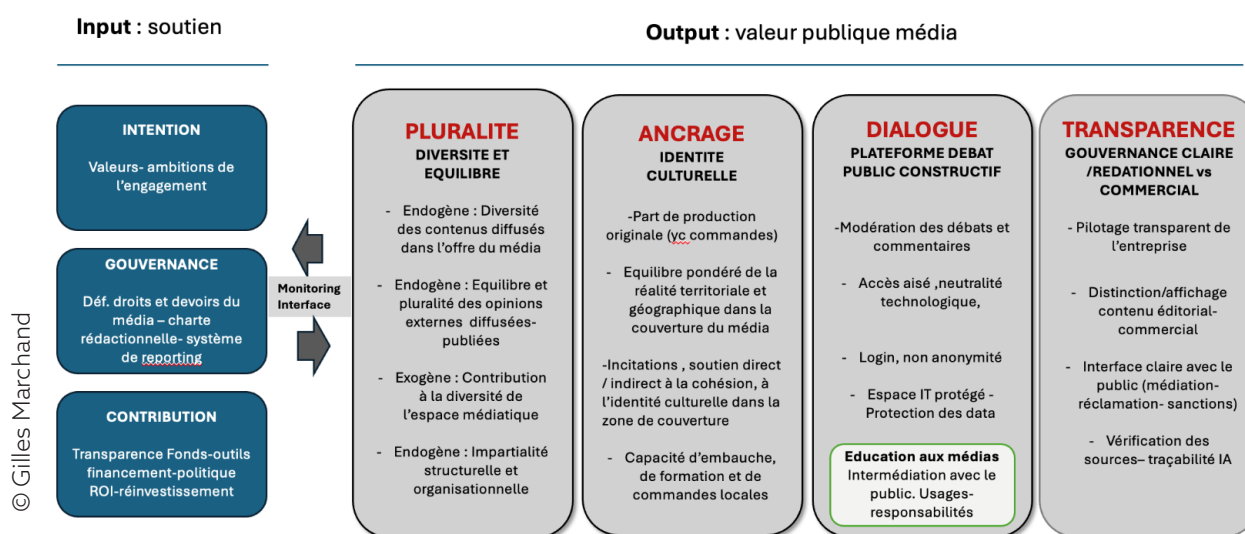 Input : soutien
Output : valeur publique média
INTENTION
Valeurs- ambitions de
l'engagement
GOUVERNANCE
Déf. droits et devoirs du
média – charte
rédactionnelle- système
de reporting
CONTRIBUTION
Transparence Fonds-outils
financement-politique
ROI-réinvestissement
Monitoring
Interface
PLURALITE
DIVERSITE ET
EQUILIBRE
- Endogène : Diversité
des contenus diffusés
dans l'offre du média
- Endogène : Equilibre et
pluralité des opinions
externes diffusées-
publiées
- Exogène : Contribution
à la diversité de
l'espace médiatique
- Endogène : Impartialité
structurelle et
organisationnelle
ANCRAGE
IDENTITE
CULTURELLE
-Part de production
originale (yc commandes)
- Equilibre pondéré de la
réalité territoriale et
géographique dans la
couverture du média
-Incitations , soutien direct
/ indirect à la cohésion, à
l'identité culturelle dans la
zone de couverture
- Capacité d'embauche,
de formation et de
commandes locales
DIALOGUE
PLATEFORME DEBAT
PUBLIC CONSTRUCTIF
-Modération des débats et
commentaires
- Accès aisé ,neutralité
technologique,
- Login, non anonymité
- Espace IT protégé -
Protection des data
Education aux médias
Intermédiation avec le
public. Usages-
responsabilités
TRANSPARENCE
GOUVERNANCE CLAIRE
/REDATIONNEL vs
COMMERCIAL
- Pilotage transparent de
l'entreprise
- Distinction/affichage
contenu éditorial-
commercial
- Interface claire avec le
public (médiation-
réclamation- sanctions)
- Vérification des
sources– traçabilité IA
© Gilles Marchand